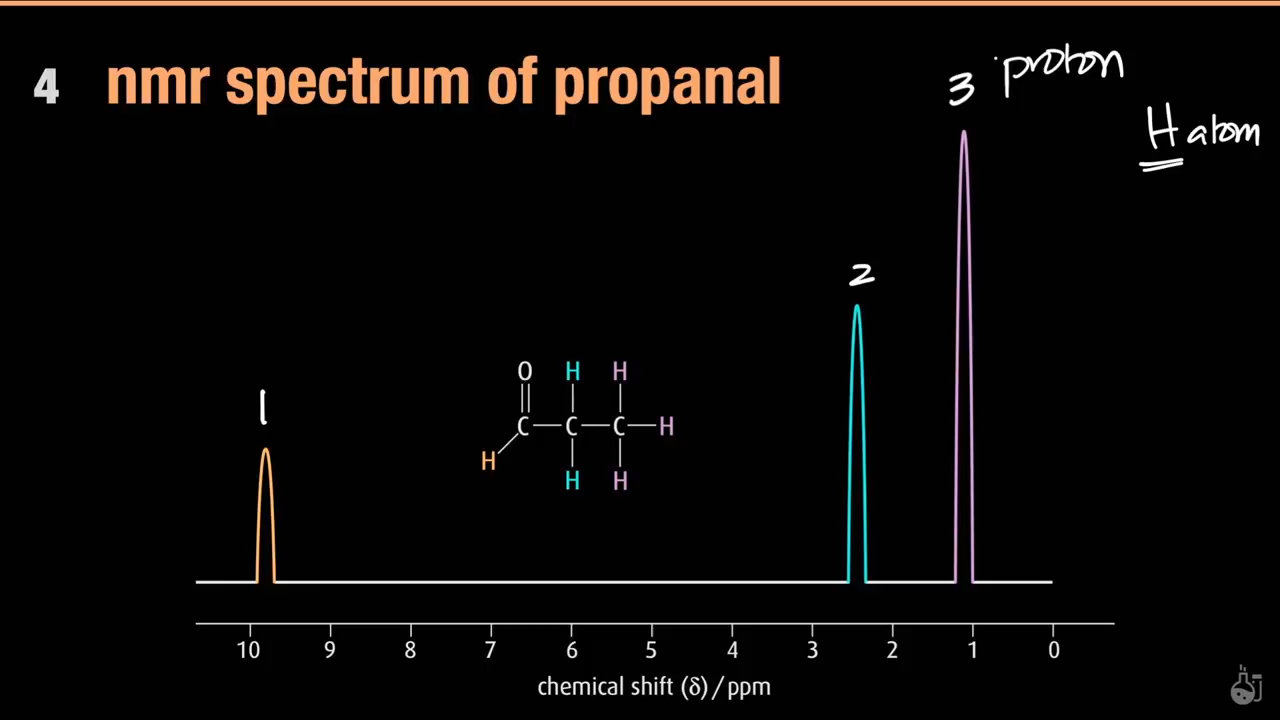 4 nmr spectrum of propanal
3 proton
H atom
2
1
O H H
C C C H
H
H H
10 9 8 7 6 5 4 3 2 1 0
chemical shift (δ) / ppm